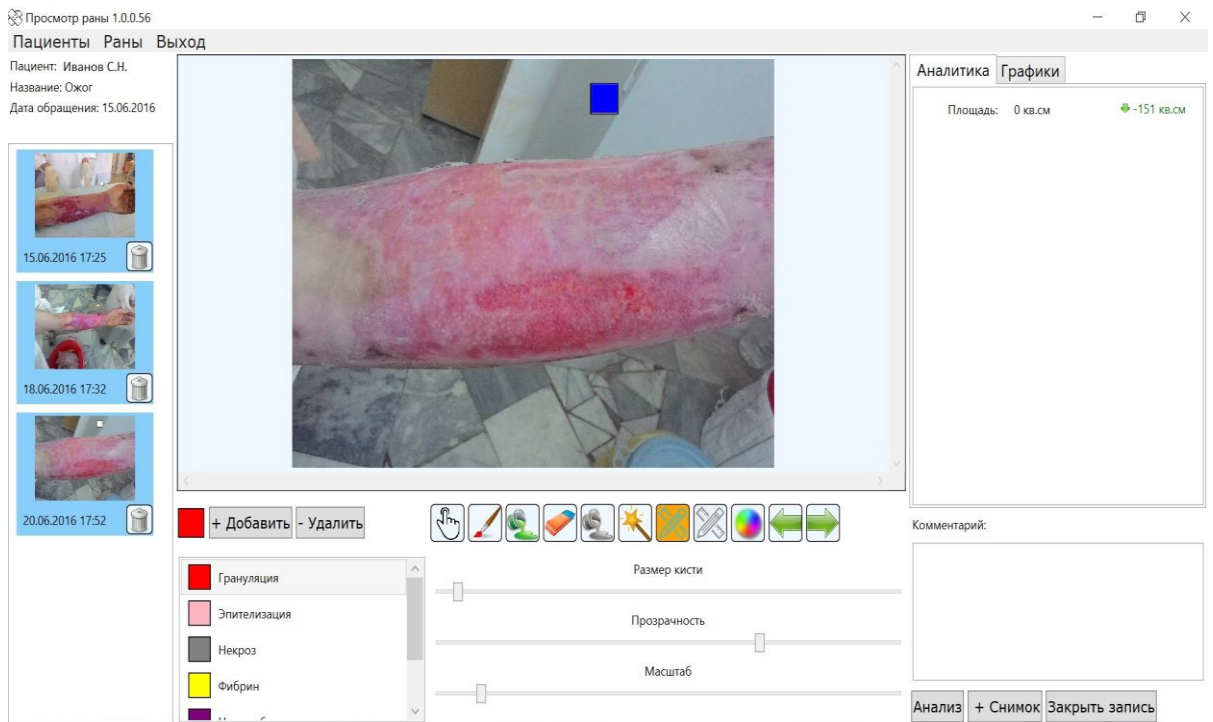 Просмотр раны 1.0.0.56
Пациенты Раны Выход
Пациент: Иванов С.Н.
Название: Ожог
Дата обращения: 15.06.2016
15.06.2016 17:25
18.06.2016 17:32
20.06.2016 17:52
+ Добавить - Удалить
Грануляция
Эпителизация
Некроз
Фибрин
Размер кисти
Прозрачность
Масштаб
Аналитика Графики
Площадь: 0 кв.см -151 кв.см
Комментарий:
Анализ + Снимок Закрыть запись